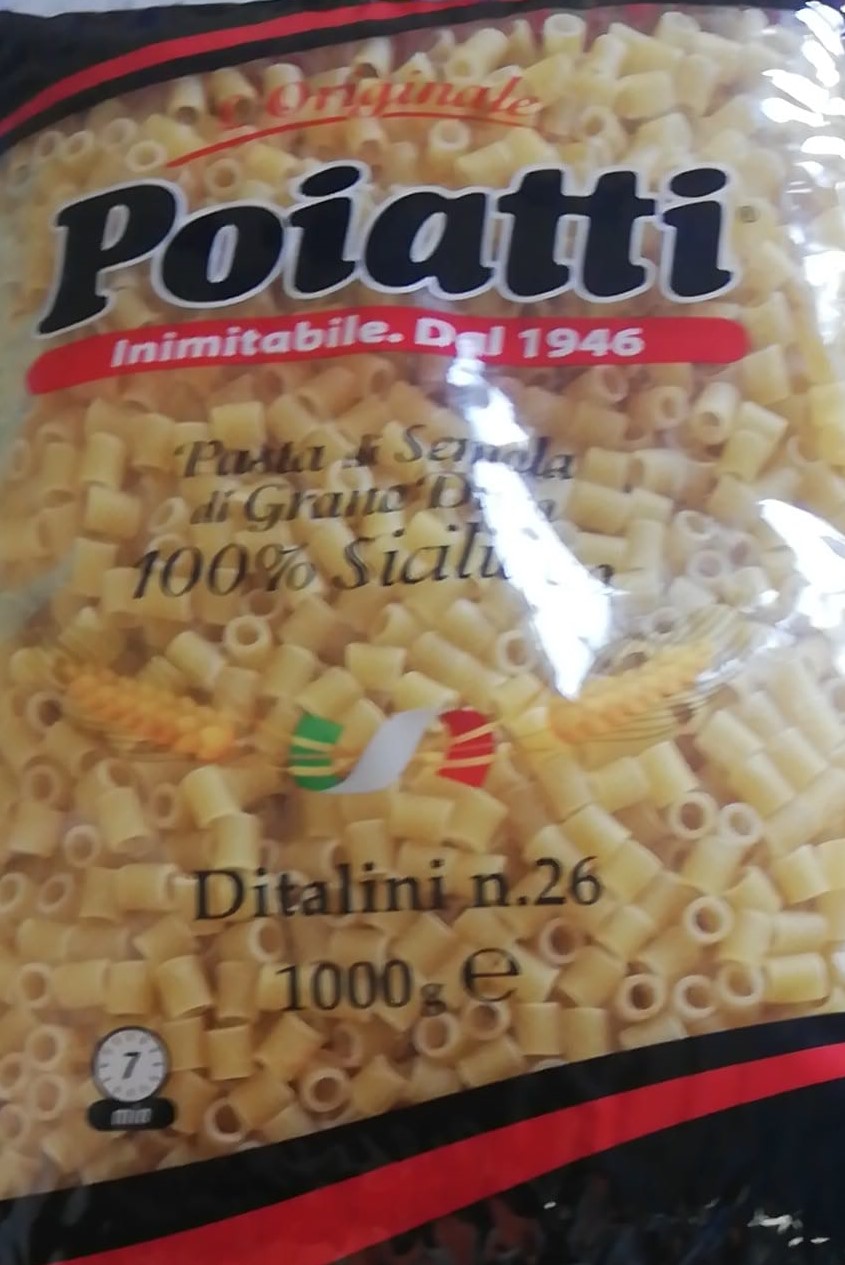 L'Originale
Poiatti®
Inimitabile. Dal 1946
Pasta di Semola
di Grano Duro
100% Siciliano
Ditalini n.26
1000g ℮
7
min